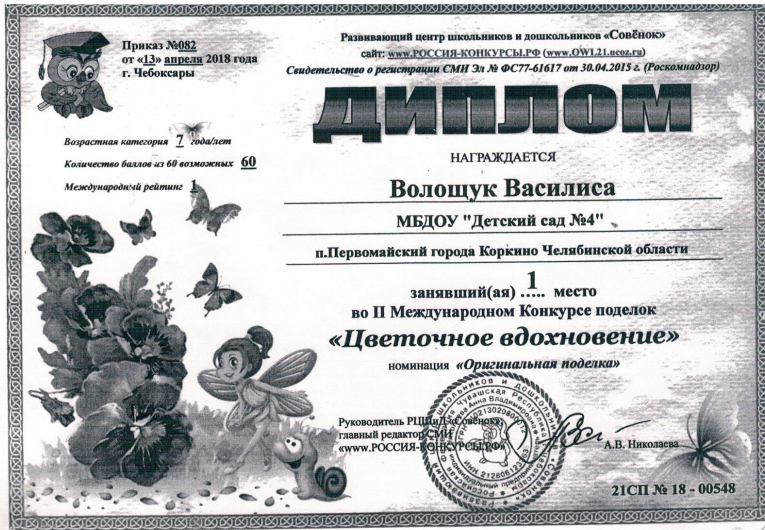 Приказ №082
от «13» апреля 2018 года
г. Чебоксары
Развивающий центр школьников и дошкольников «Совёнок»
сайт: www.РОССИЯ-КОНКУРСЫ.РФ (www.OWL21.ucoz.ru)
Свидетельство о регистрации СМИ Эл № ФС77-61617 от 30.04.2015 г. (Роскомнадзор)
ДИПЛОМ
Возрастная категория 7 года/лет
Количество баллов из 60 возможных 60
Международный рейтинг 1
НАГРАЖДАЕТСЯ
Волощук Василиса
МБДОУ "Детский сад №4"
п.Первомайский города Коркино Челябинской области
занявший(ая) ..1... место
во II Международном Конкурсе поделок
«Цветочное вдохновение»
номинация «Оригинальная поделка»
Руководитель РЦШиД «Совёнок»,
главный редактор СМИ
«www.РОССИЯ-КОНКУРСЫ.РФ»
А.В. Николаева
21СП № 18 - 00548